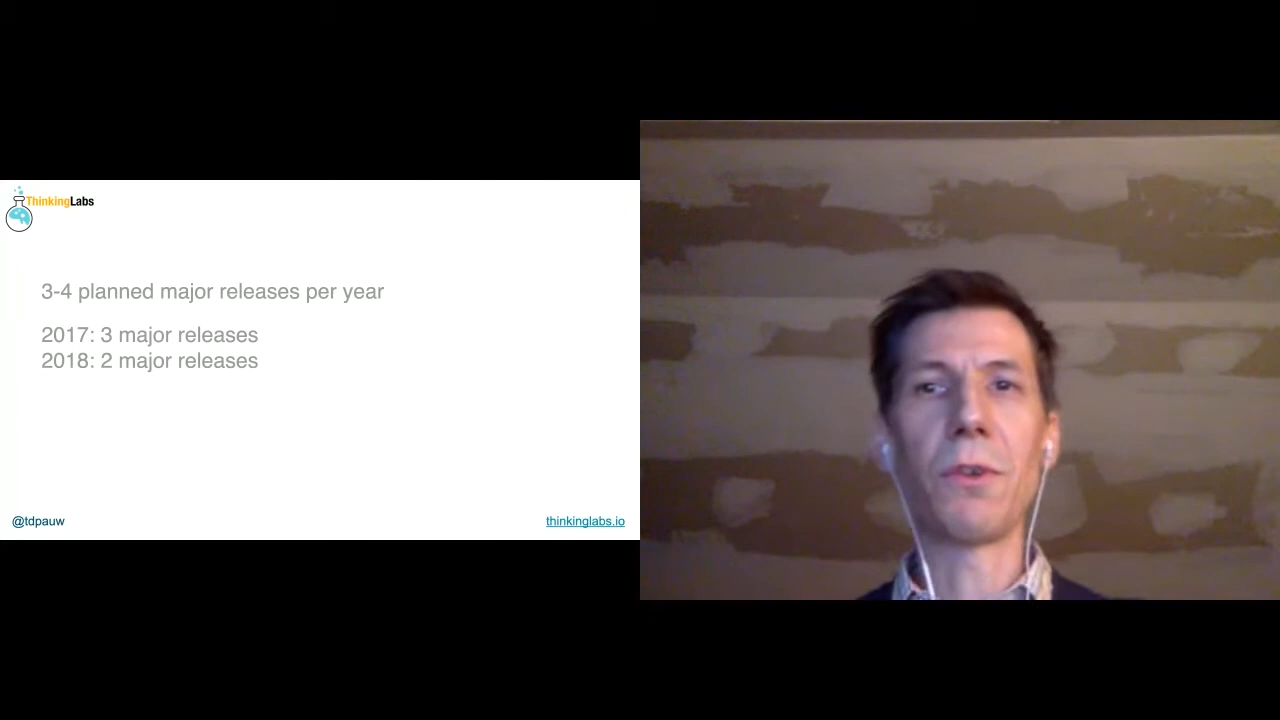 ThinkingLabs
3-4 planned major releases per year
2017: 3 major releases
2018: 2 major releases
@tdpauw
thinkinglabs.io